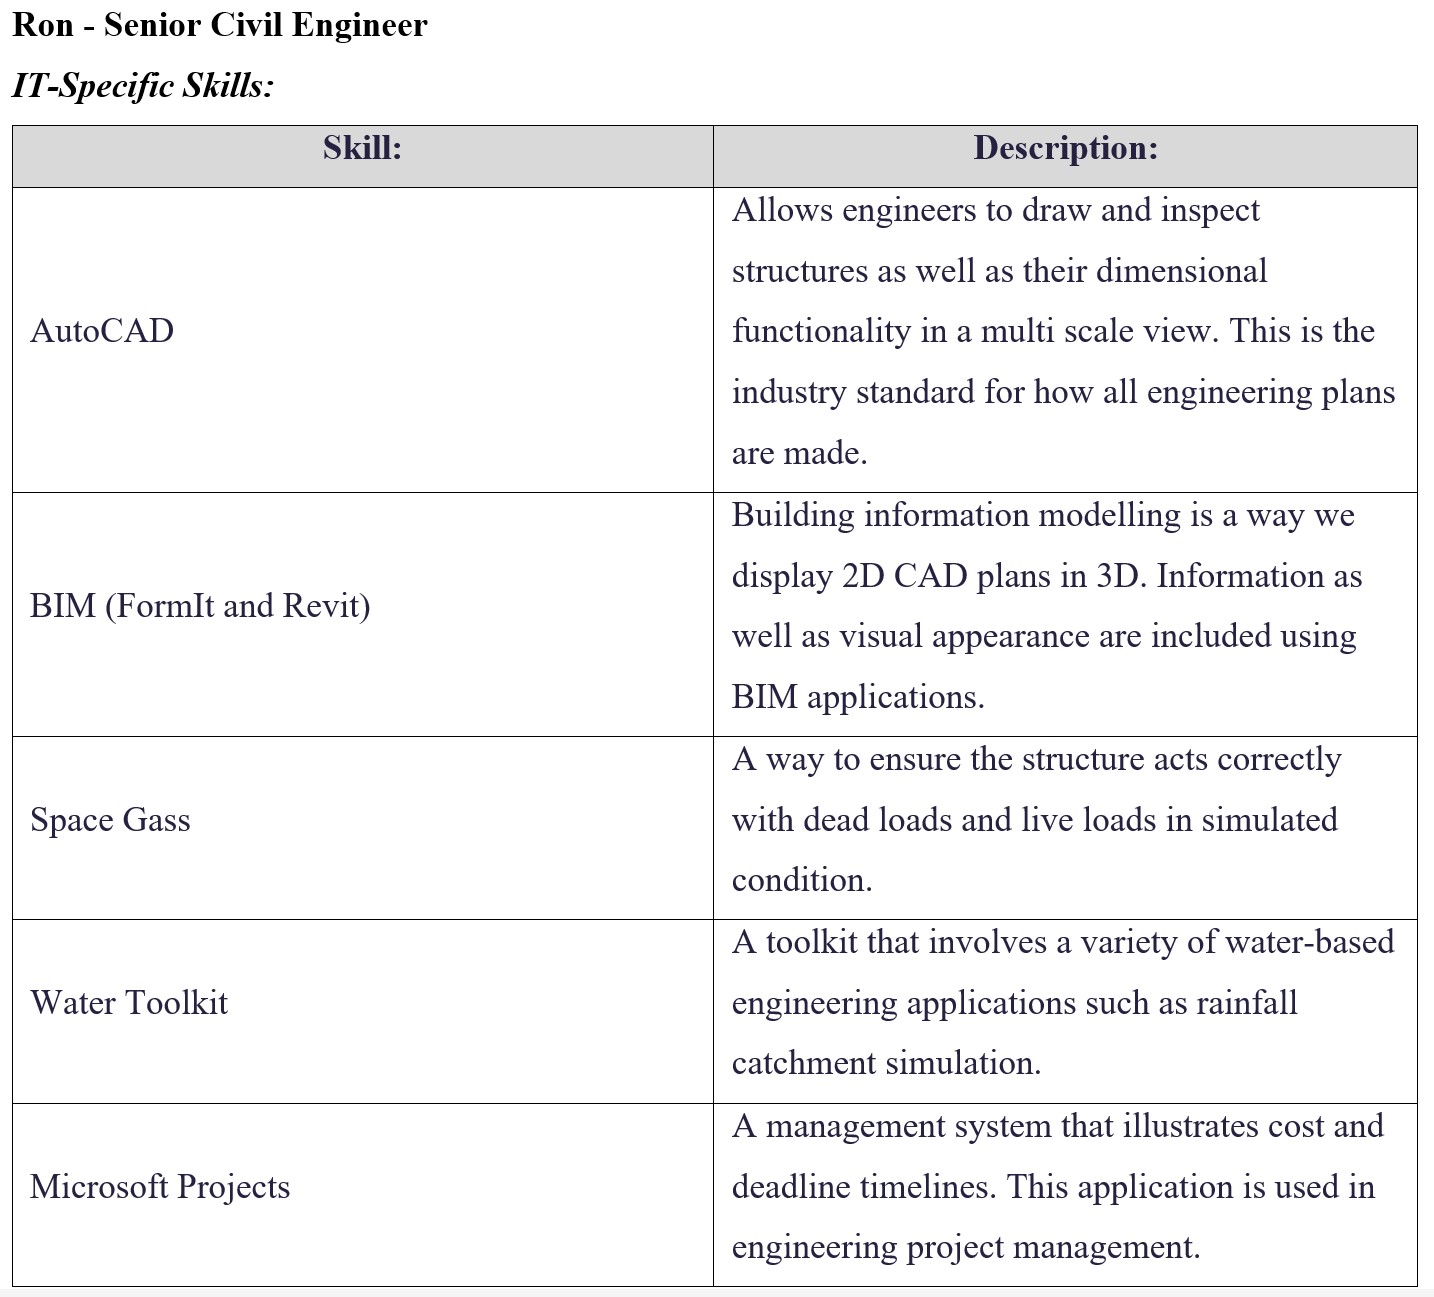 Ron - Senior Civil Engineer
IT-Specific Skills:
Skill:
Description:
AutoCAD
Allows engineers to draw and inspect
structures as well as their dimensional
functionality in a multi scale view. This is the
industry standard for how all engineering plans
are made.
BIM (FormIt and Revit)
Building information modelling is a way we
display 2D CAD plans in 3D. Information as
well as visual appearance are included using
BIM applications.
Space Gass
A way to ensure the structure acts correctly
with dead loads and live loads in simulated
condition.
Water Toolkit
A toolkit that involves a variety of water-based
engineering applications such as rainfall
catchment simulation.
Microsoft Projects
A management system that illustrates cost and
deadline timelines. This application is used in
engineering project management.